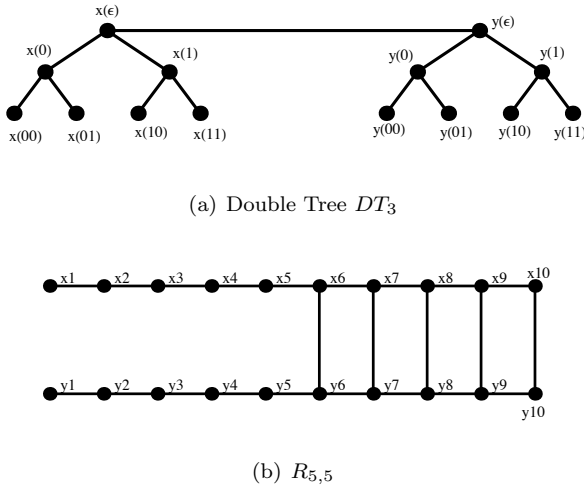 x(ϵ) y(ϵ)
x(0) x(1) y(0) y(1)
x(00) x(01) x(10) x(11) y(00) y(01) y(10) y(11)
(a) Double Tree DT₃
x1 x2 x3 x4 x5 x6 x7 x8 x9 x10
y1 y2 y3 y4 y5 y6 y7 y8 y9
y10
(b) R₅,₅